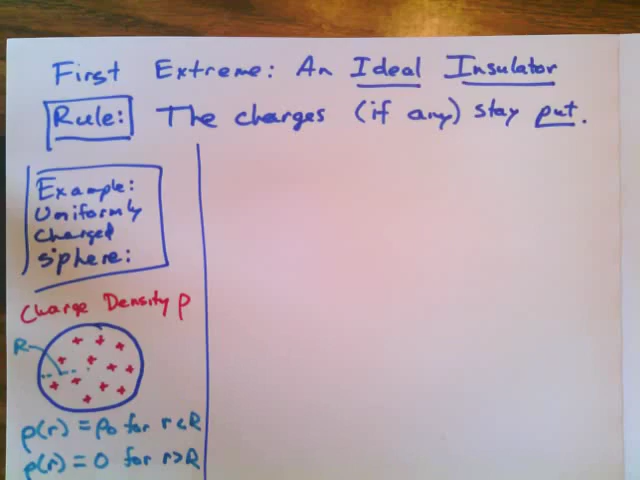 First Extreme: An Ideal Insulator
Rule: The charges (if any) stay put.
Example:
Uniformly
Charged
Sphere:
Charge Density ρ
R
ρ(r) = ρ0 for r < R
ρ(r) = 0 for r > R